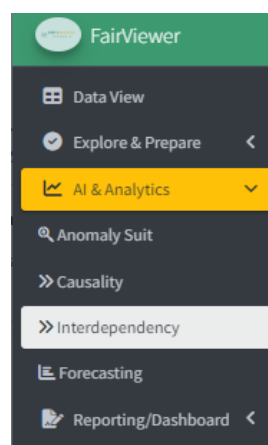 FairViewer
Data View
Explore & Prepare
AI & Analytics
Anomaly Suit
Causality
Interdependency
Forecasting
Reporting/Dashboard